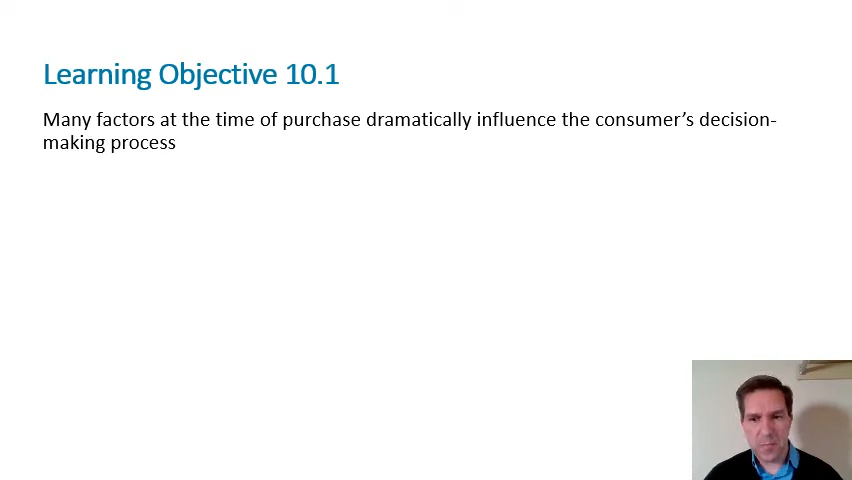 Learning Objective 10.1
Many factors at the time of purchase dramatically influence the consumer's decision-
making process